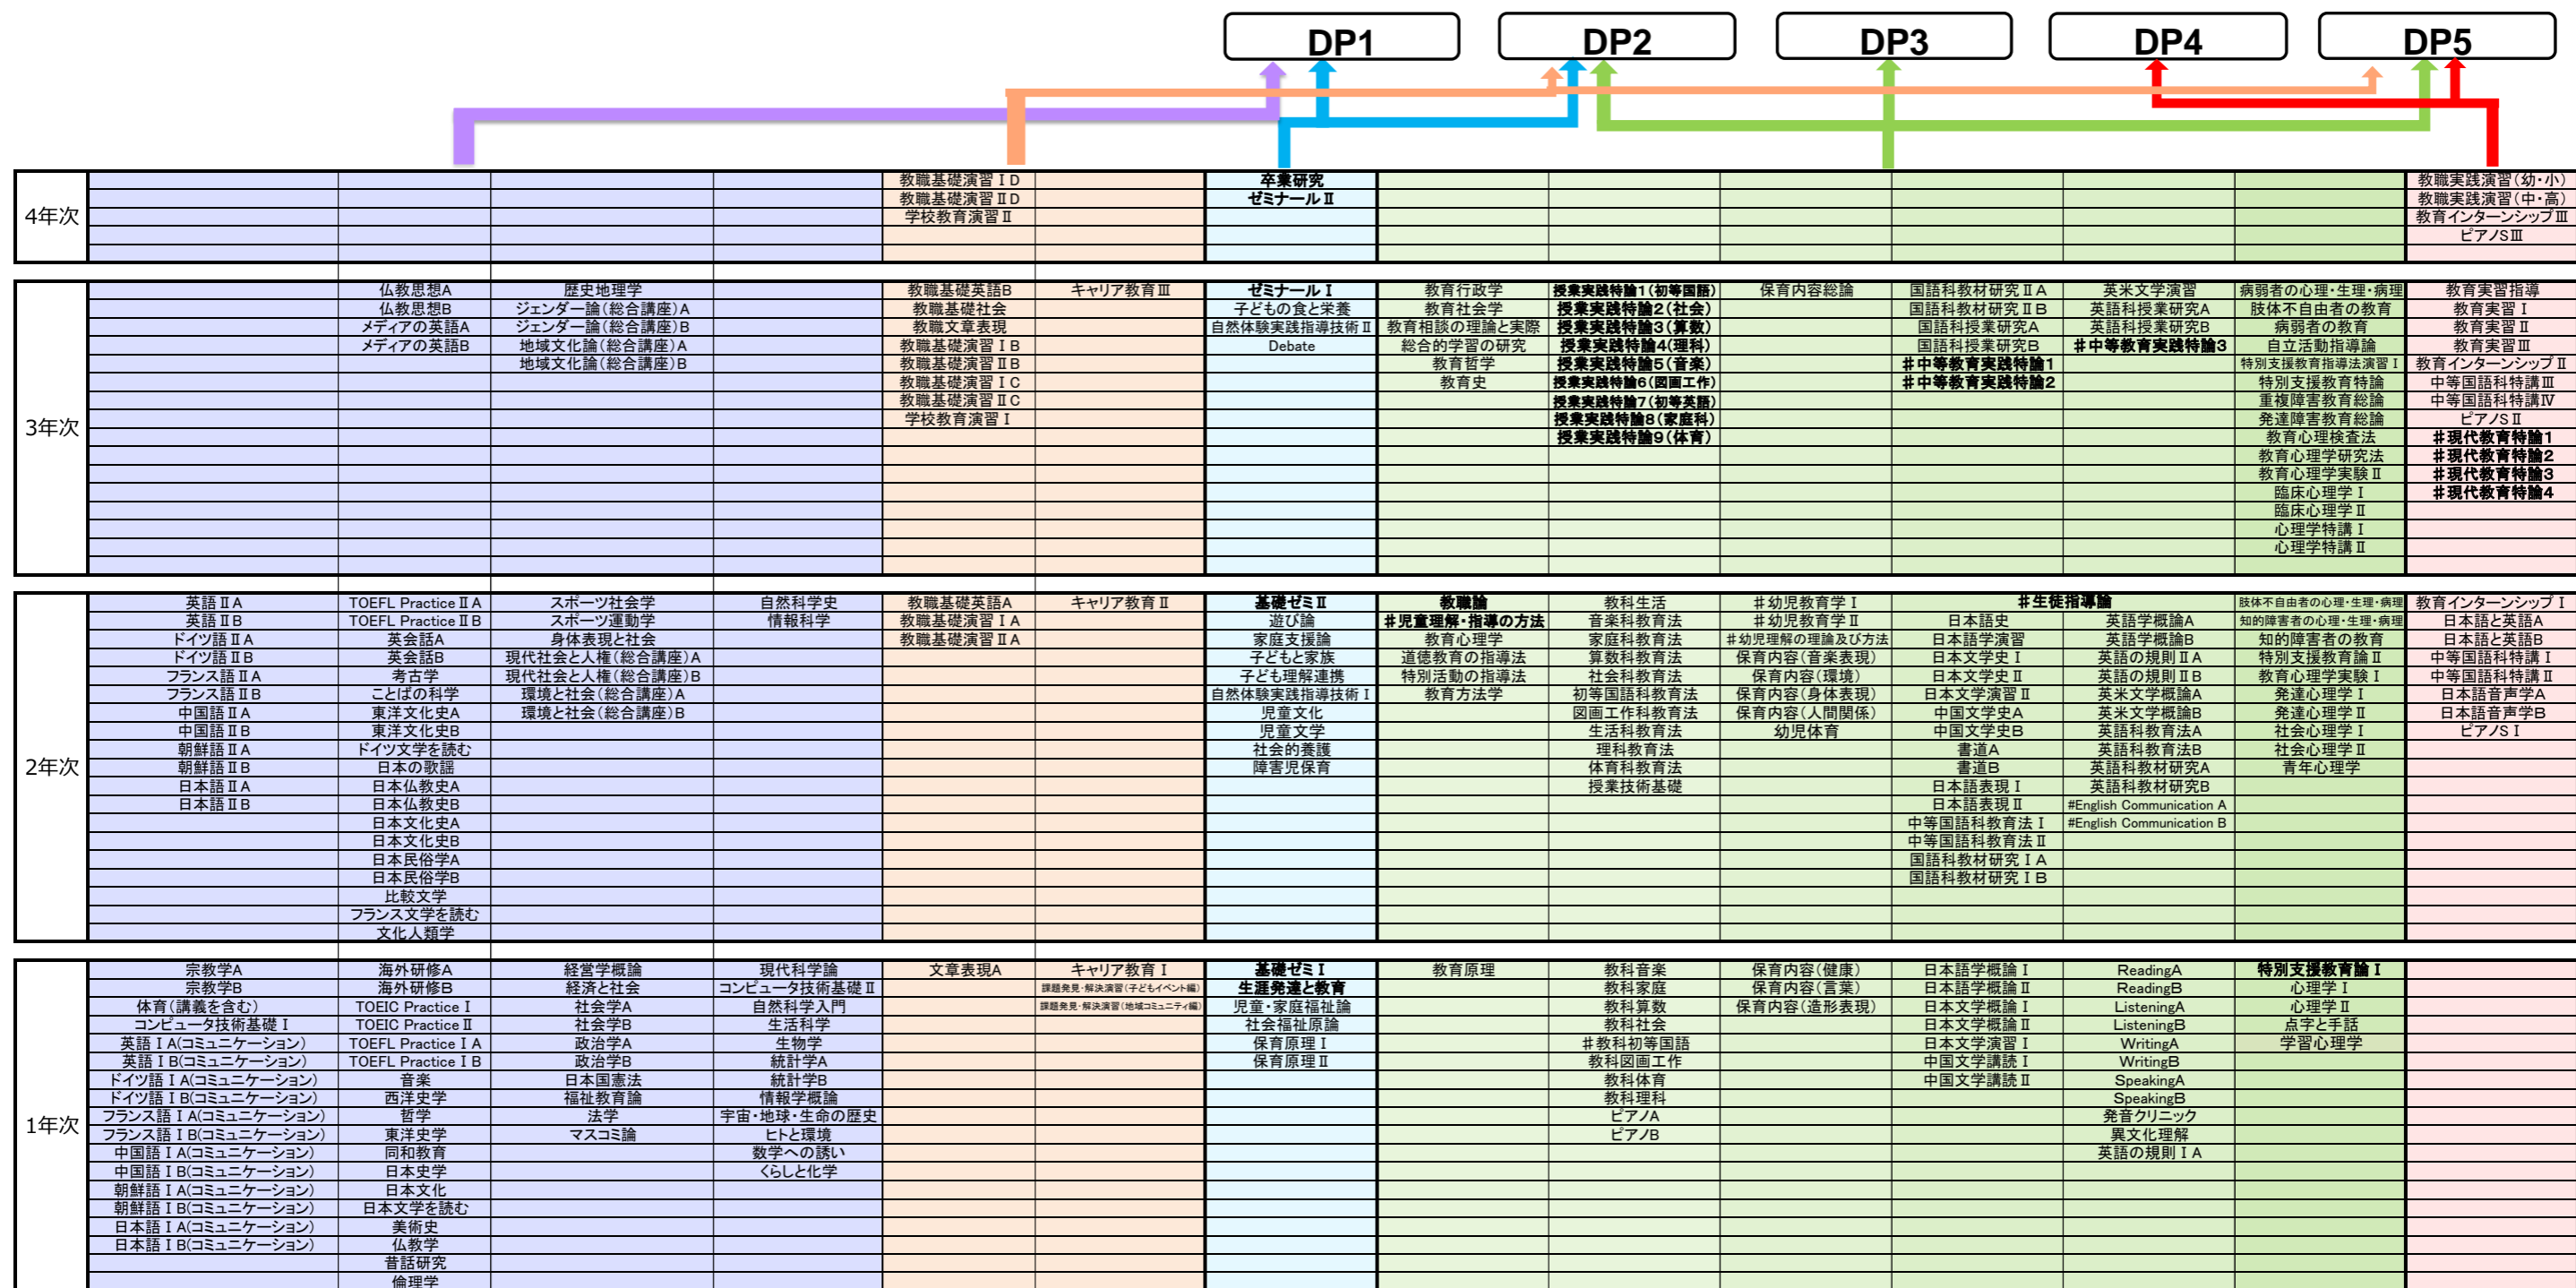 DP1 DP2 DP3 DP4 DP5
4年次
教職基礎演習ⅠD 卒業研究 教職実践演習(幼・小)
教職基礎演習ⅡD ゼミナールⅡ 教職実践演習(中・高)
学校教育演習Ⅱ 教育インターンシップⅢ
ピアノSⅢ
3年次
仏教思想A 歴史地理学 教職基礎英語B キャリア教育Ⅲ ゼミナールⅠ 教育行政学 授業実践特論1(初等国語) 保育内容総論 国語科教材研究ⅡA 英米文学演習 病弱者の心理・生理・病理 教育実習指導
仏教思想B ジェンダー論(総合講座)A 教職基礎社会 子どもの食と栄養 教育社会学 授業実践特論2(社会) 国語科教材研究ⅡB 英語科授業研究A 肢体不自由者の教育 教育実習Ⅰ
メディアの英語A ジェンダー論(総合講座)B 教職文章表現 自然体験実践指導技術Ⅱ 教育相談の理論と実際 授業実践特論3(算数) 国語科授業研究A 英語科授業研究B 病弱者の教育 教育実習Ⅱ
メディアの英語B 地域文化論(総合講座)A 教職基礎演習ⅠB Debate 総合的学習の研究 授業実践特論4(理科) 国語科授業研究B ♯中等教育実践特論3 自立活動指導論 教育実習Ⅲ
地域文化論(総合講座)B 教職基礎演習ⅡB 教育哲学 授業実践特論5(音楽) ♯中等教育実践特論1 特別支援教育指導法演習Ⅰ 教育インターンシップⅡ
教職基礎演習ⅠC 教育史 授業実践特論6(図画工作) ♯中等教育実践特論2 特別支援教育特論 中等国語科特講Ⅲ
教職基礎演習ⅡC 授業実践特論7(初等英語) 重複障害教育総論 中等国語科特講Ⅳ
学校教育演習Ⅰ 授業実践特論8(家庭科) 発達障害教育総論 ピアノSⅡ
授業実践特論9(体育) 教育心理検査法 ♯現代教育特論1
教育心理学研究法 ♯現代教育特論2
教育心理学実験Ⅱ ♯現代教育特論3
臨床心理学Ⅰ ♯現代教育特論4
臨床心理学Ⅱ
心理学特講Ⅰ
心理学特講Ⅱ
2年次
英語ⅡA TOEFL PracticeⅡA スポーツ社会学 自然科学史 教職基礎英語A キャリア教育Ⅱ 基礎ゼミⅡ 教職論 教科生活 ♯幼児教育学Ⅰ ♯生徒指導論 肢体不自由者の心理・生理・病理 教育インターンシップⅠ
英語ⅡB TOEFL PracticeⅡB スポーツ運動学 情報科学 教職基礎演習ⅠA 遊び論 ♯児童理解・指導の方法 音楽科教育法 ♯幼児教育学Ⅱ 日本語史 英語学概論A 知的障害者の心理・生理・病理 日本語と英語A
ドイツ語ⅡA 英会話A 身体表現と社会 教職基礎演習ⅡA 家庭支援論 教育心理学 家庭科教育法 ♯幼児理解の理論及び方法 日本語学演習 英語学概論B 知的障害者の教育 日本語と英語B
ドイツ語ⅡB 英会話B 現代社会と人権(総合講座)A 子どもと家族 道徳教育の指導法 算数科教育法 保育内容(音楽表現) 日本文学史Ⅰ 英語の規則ⅡA 特別支援教育論Ⅱ 中等国語科特講Ⅰ
フランス語ⅡA 考古学 現代社会と人権(総合講座)B 子ども理解連携 特別活動の指導法 社会科教育法 保育内容(環境) 日本文学史Ⅱ 英語の規則ⅡB 教育心理学実験Ⅰ 中等国語科特講Ⅱ
フランス語ⅡB ことばの科学 環境と社会(総合講座)A 自然体験実践指導技術Ⅰ 教育方法学 初等国語科教育法 保育内容(身体表現) 日本文学演習Ⅱ 英米文学概論A 発達心理学Ⅰ 日本語音声学A
中国語ⅡA 東洋文化史A 環境と社会(総合講座)B 児童文化 図画工作科教育法 保育内容(人間関係) 中国文学史A 英米文学概論B 発達心理学Ⅱ 日本語音声学B
中国語ⅡB 東洋文化史B 児童文学 生活科教育法 幼児体育 中国文学史B 英語科教育法A 社会心理学Ⅰ ピアノSⅠ
朝鮮語ⅡA ドイツ文学を読む 社会的養護 理科教育法 書道A 英語科教育法B 社会心理学Ⅱ
朝鮮語ⅡB 日本の歌謡 障害児保育 体育科教育法 書道B 英語科教材研究A 青年心理学
日本語ⅡA 日本仏教史A 授業技術基礎 日本語表現Ⅰ 英語科教材研究B
日本語ⅡB 日本仏教史B 日本語表現Ⅱ #English Communication A
日本文化史A 中等国語科教育法Ⅰ #English Communication B
日本文化史B 中等国語科教育法Ⅱ
日本民俗学A 国語科教材研究ⅠA
日本民俗学B 国語科教材研究ⅠB
比較文学
フランス文学を読む
文化人類学
1年次
宗教学A 海外研修A 経営学概論 現代科学論 文章表現A キャリア教育Ⅰ 基礎ゼミⅠ 教育原理 教科音楽 保育内容(健康) 日本語学概論Ⅰ ReadingA 特別支援教育論Ⅰ
宗教学B 海外研修B 経済と社会 コンピュータ技術基礎Ⅱ 課題発見・解決演習(子どもイベント編) 生涯発達と教育 教科家庭 保育内容(言葉) 日本語学概論Ⅱ ReadingB 心理学Ⅰ
体育(講義を含む) TOEIC PracticeⅠ 社会学A 自然科学入門 課題発見・解決演習(地域コミュニティ編) 児童・家庭福祉論 教科算数 保育内容(造形表現) 日本文学概論Ⅰ ListeningA 心理学Ⅱ
コンピュータ技術基礎Ⅰ TOEIC PracticeⅡ 社会学B 生活科学 社会福祉原論 教科社会 日本文学概論Ⅱ ListeningB 点字と手話
英語ⅠA(コミュニケーション) TOEFL PracticeⅠA 政治学A 生物学 保育原理Ⅰ ♯教科初等国語 日本文学演習Ⅰ WritingA 学習心理学
英語ⅠB(コミュニケーション) TOEFL PracticeⅠB 政治学B 統計学A 保育原理Ⅱ 教科図画工作 中国文学講読Ⅰ WritingB
ドイツ語ⅠA(コミュニケーション) 音楽 日本国憲法 統計学B 教科体育 中国文学講読Ⅱ SpeakingA
ドイツ語ⅠB(コミュニケーション) 西洋史学 福祉教育論 情報学概論 教科理科 SpeakingB
フランス語ⅠA(コミュニケーション) 哲学 法学 宇宙・地球・生命の歴史 ピアノA 発音クリニック
フランス語ⅠB(コミュニケーション) 東洋史学 マスコミ論 ヒトと環境 ピアノB 異文化理解
中国語ⅠA(コミュニケーション) 同和教育 数学への誘い 英語の規則ⅠA
中国語ⅠB(コミュニケーション) 日本史学 くらしと化学
朝鮮語ⅠA(コミュニケーション) 日本文化
朝鮮語ⅠB(コミュニケーション) 日本文学を読む
日本語ⅠA(コミュニケーション) 美術史
日本語ⅠB(コミュニケーション) 仏教学
昔話研究
倫理学